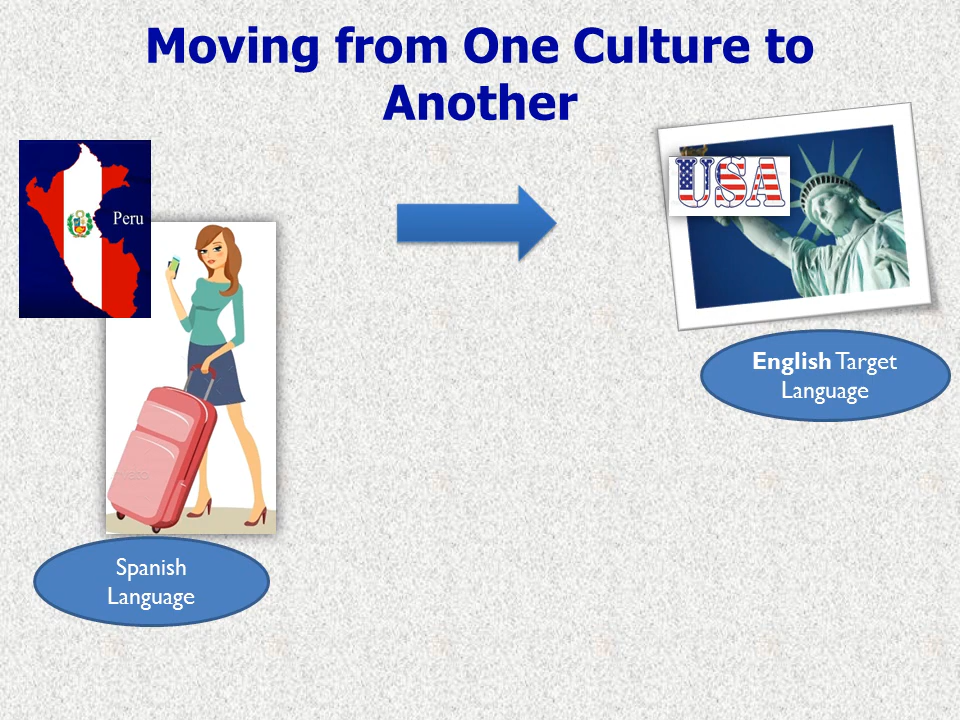 Moving from One Culture to
Another
Peru
USA
English Target
Language
Spanish
Language